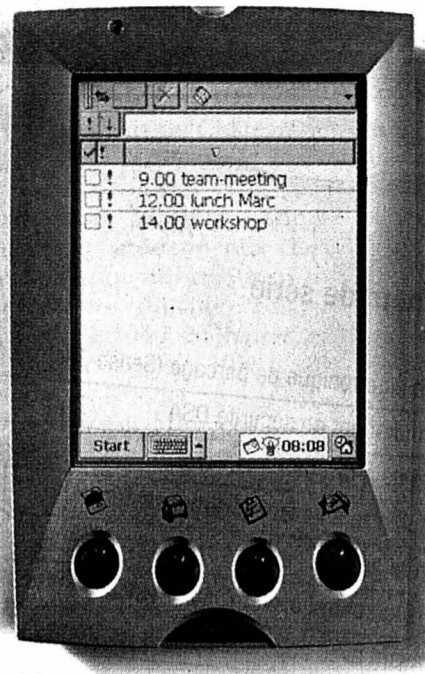 ! ↓
✓ !
! 9.00 team-meeting
! 12.00 lunch Marc
! 14.00 workshop
Start 08:08